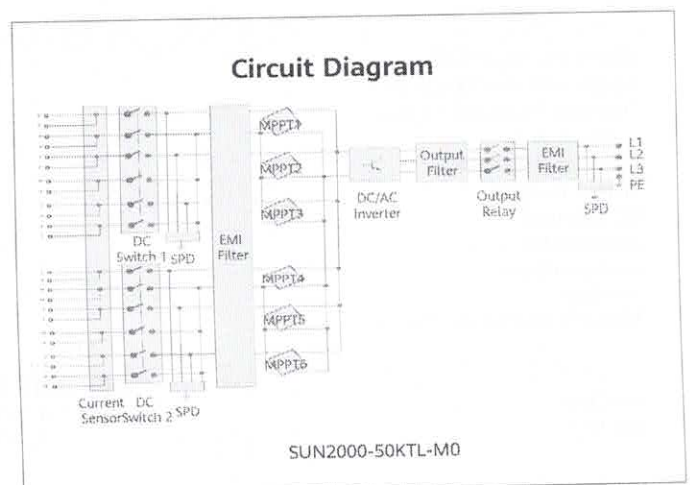 Circuit Diagram
MPPT1
MPPT2
MPPT3
MPPT4
MPPT5
MPPT6
DC
Switch 1
SPD
EMI
Filter
Current
Sensor
DC
Switch 2
SPD
DC/AC
Inverter
Output
Filter
Output
Relay
EMI
Filter
L1
L2
L3
PE
SPD
SUN2000-50KTL-M0